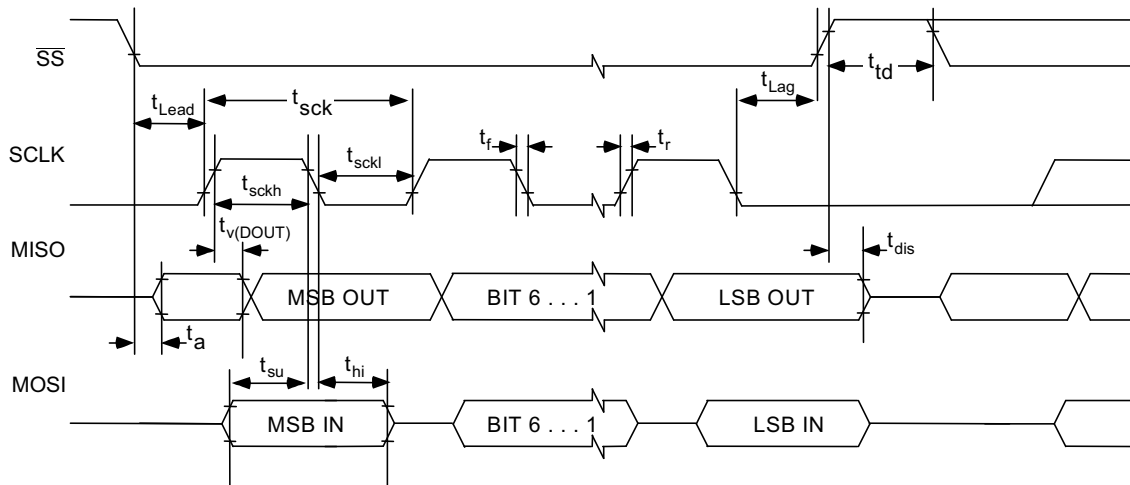 SS
t_td
t_Lag
t_Lead
t_sck
SCLK
t_f
t_r
t_sckl
t_sckh
t_v(DOUT)
MISO
t_dis
MSB OUT
BIT 6 . . . 1
LSB OUT
t_a
t_su
t_hi
MOSI
MSB IN
BIT 6 . . . 1
LSB IN